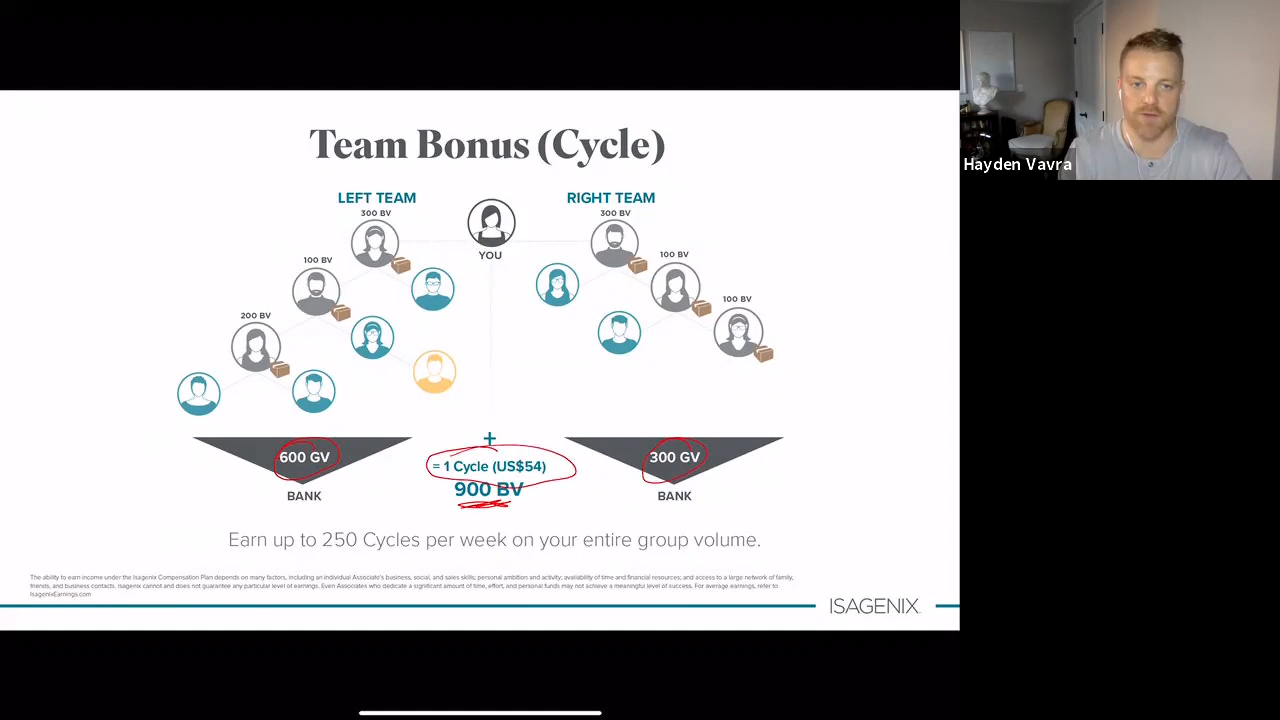 Team Bonus (Cycle)
LEFT TEAM
RIGHT TEAM
300 BV
300 BV
YOU
100 BV
100 BV
200 BV
100 BV
+
600 GV
= 1 Cycle (US$54)
300 GV
BANK
900 BV
BANK
Earn up to 250 Cycles per week on your entire group volume.
The ability to earn income under the Isagenix Compensation Plan depends on many factors, including an individual Associate's business, social, and sales skills; personal ambition and activity; availability of time and financial resources; and access to a large network of family,
friends, and business contacts. Isagenix cannot and does not guarantee any particular level of earnings. Even Associates who dedicate a significant amount of time, effort, and personal funds may not achieve a meaningful level of success. For average earnings, refer to
IsagenixEarnings.com
ISAGENIX
Hayden Vavra